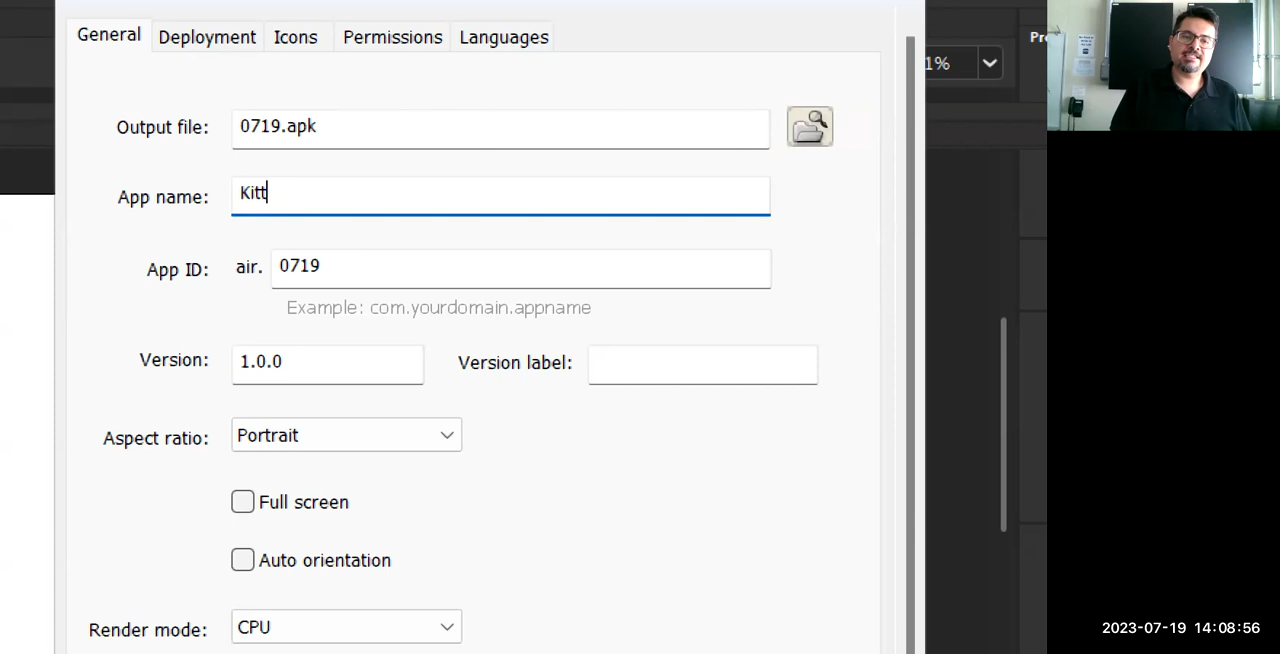 General Deployment Icons Permissions Languages
1%
Output file: 0719.apk
App name: Kitt
App ID: air. 0719
Example: com.yourdomain.appname
Version: 1.0.0 Version label:
Aspect ratio: Portrait
Full screen
Auto orientation
Render mode: CPU
2023-07-19 14:08:56